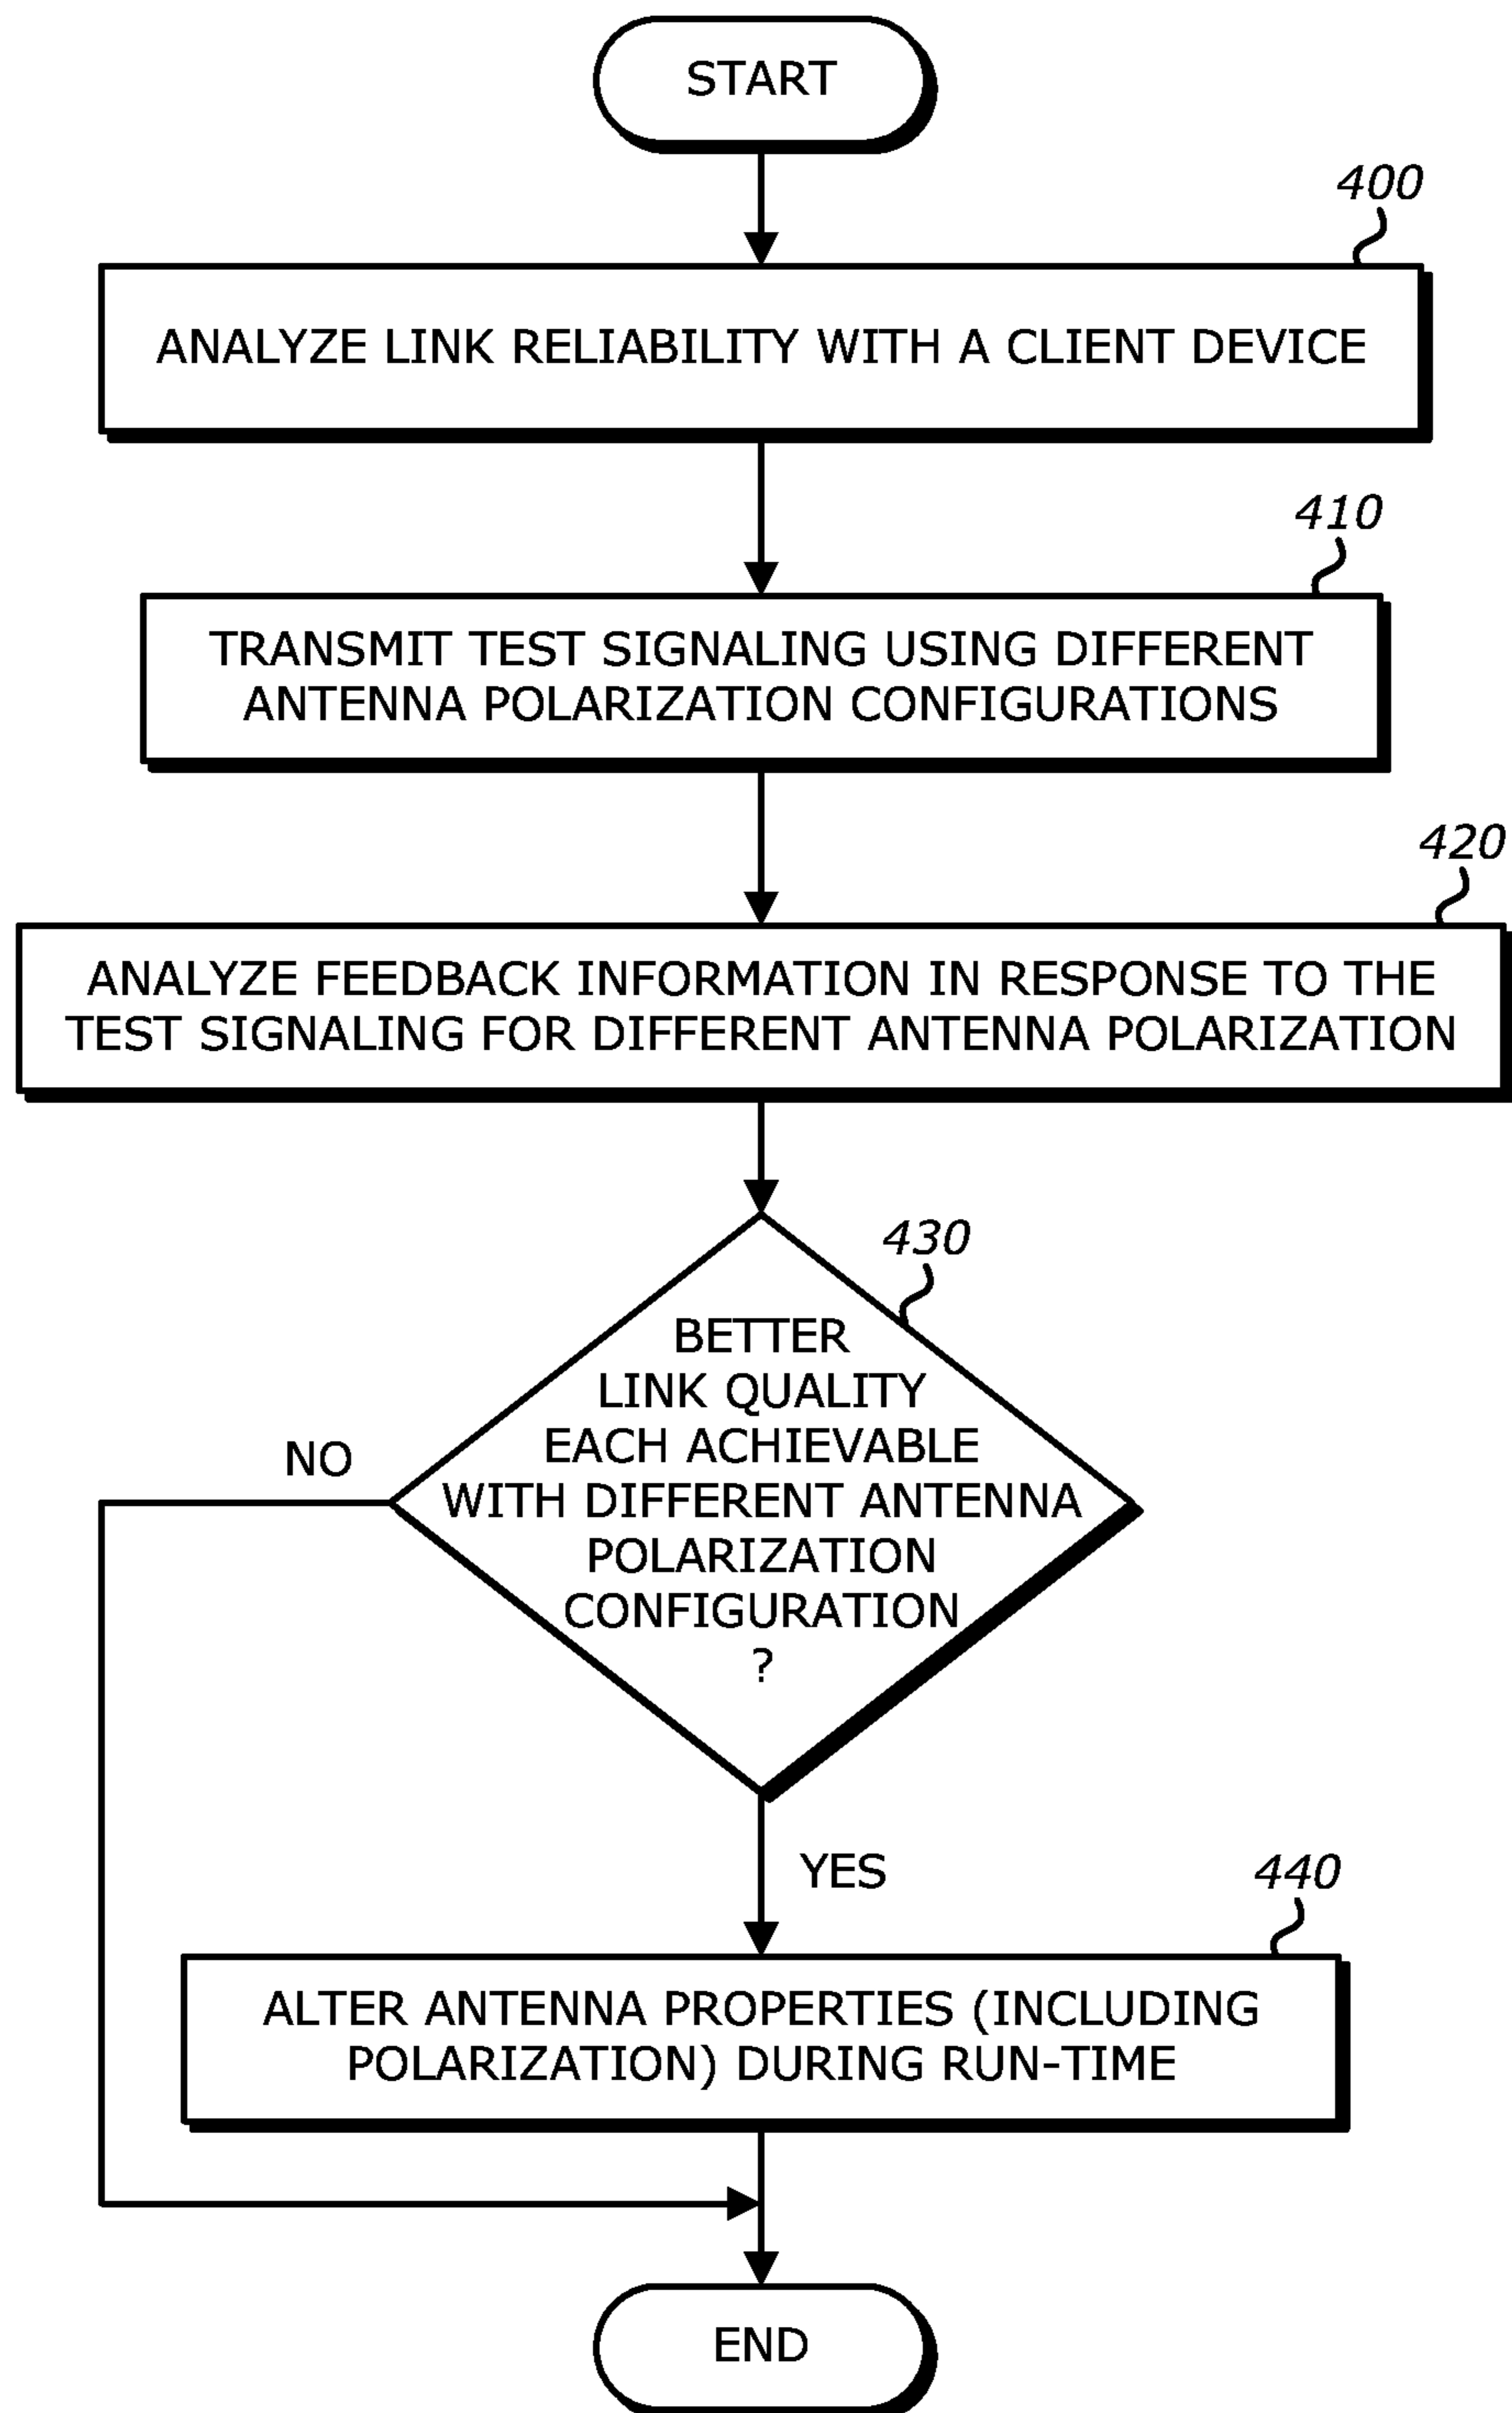 START
400
ANALYZE LINK RELIABILITY WITH A CLIENT DEVICE
410
TRANSMIT TEST SIGNALING USING DIFFERENT
ANTENNA POLARIZATION CONFIGURATIONS
420
ANALYZE FEEDBACK INFORMATION IN RESPONSE TO THE
TEST SIGNALING FOR DIFFERENT ANTENNA POLARIZATION
430
BETTER
LINK QUALITY
EACH ACHIEVABLE
WITH DIFFERENT ANTENNA
POLARIZATION
CONFIGURATION
?
NO
YES
440
ALTER ANTENNA PROPERTIES (INCLUDING
POLARIZATION) DURING RUN-TIME
END